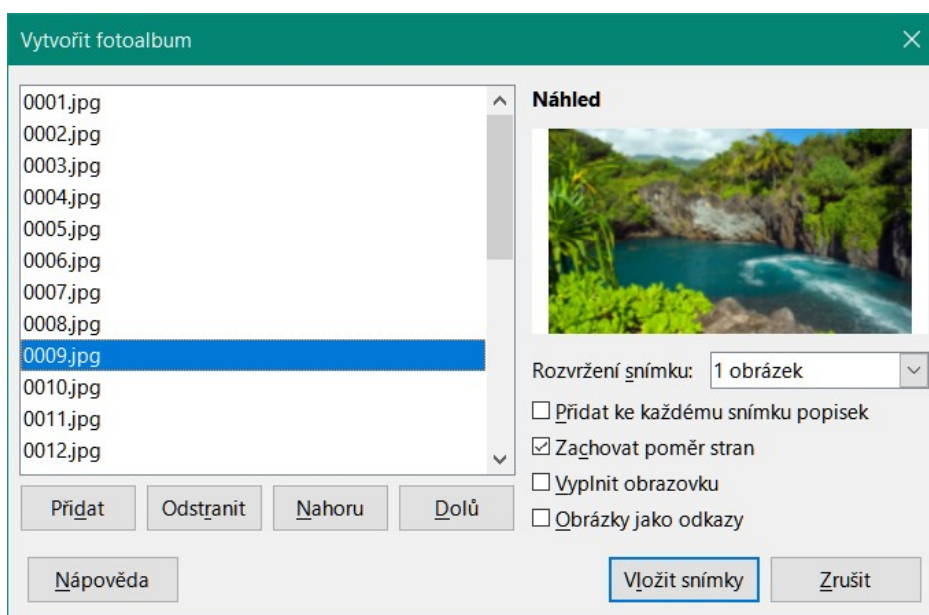 Vytvořit fotoalbum
0001.jpg
0002.jpg
0003.jpg
0004.jpg
0005.jpg
0006.jpg
0007.jpg
0008.jpg
0009.jpg
0010.jpg
0011.jpg
0012.jpg
Přidat Odstranit Nahoru Dolů
Náhled
Rozvržení snímku: 1 obrázek
Přidat ke každému snímku popisek
Zachovat poměr stran
Vyplnit obrazovku
Obrázky jako odkazy
Nápověda Vložit snímky Zrušit